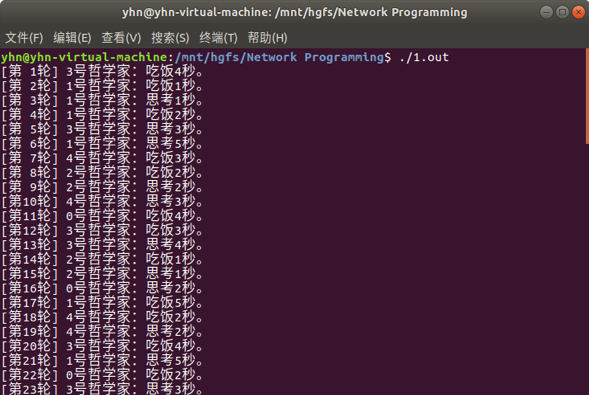 yhn@yhn-virtual-machine: /mnt/hgfs/Network Programming
文件(F) 编辑(E) 查看(V) 搜索(S) 终端(T) 帮助(H)
yhn@yhn-virtual-machine:/mnt/hgfs/Network Programming$ ./1.out
[第 1轮] 3号哲学家: 吃饭4秒。
[第 2轮] 1号哲学家: 吃饭1秒。
[第 3轮] 1号哲学家: 思考1秒。
[第 4轮] 1号哲学家: 吃饭2秒。
[第 5轮] 3号哲学家: 思考3秒。
[第 6轮] 1号哲学家: 思考5秒。
[第 7轮] 4号哲学家: 吃饭3秒。
[第 8轮] 2号哲学家: 吃饭2秒。
[第 9轮] 2号哲学家: 思考2秒。
[第10轮] 4号哲学家: 思考3秒。
[第11轮] 0号哲学家: 吃饭4秒。
[第12轮] 3号哲学家: 吃饭3秒。
[第13轮] 3号哲学家: 思考4秒。
[第14轮] 2号哲学家: 吃饭1秒。
[第15轮] 2号哲学家: 思考1秒。
[第16轮] 0号哲学家: 思考2秒。
[第17轮] 1号哲学家: 吃饭5秒。
[第18轮] 4号哲学家: 吃饭2秒。
[第19轮] 4号哲学家: 思考2秒。
[第20轮] 3号哲学家: 吃饭4秒。
[第21轮] 1号哲学家: 思考5秒。
[第22轮] 0号哲学家: 吃饭2秒。
[第23轮] 3号哲学家: 思考3秒。